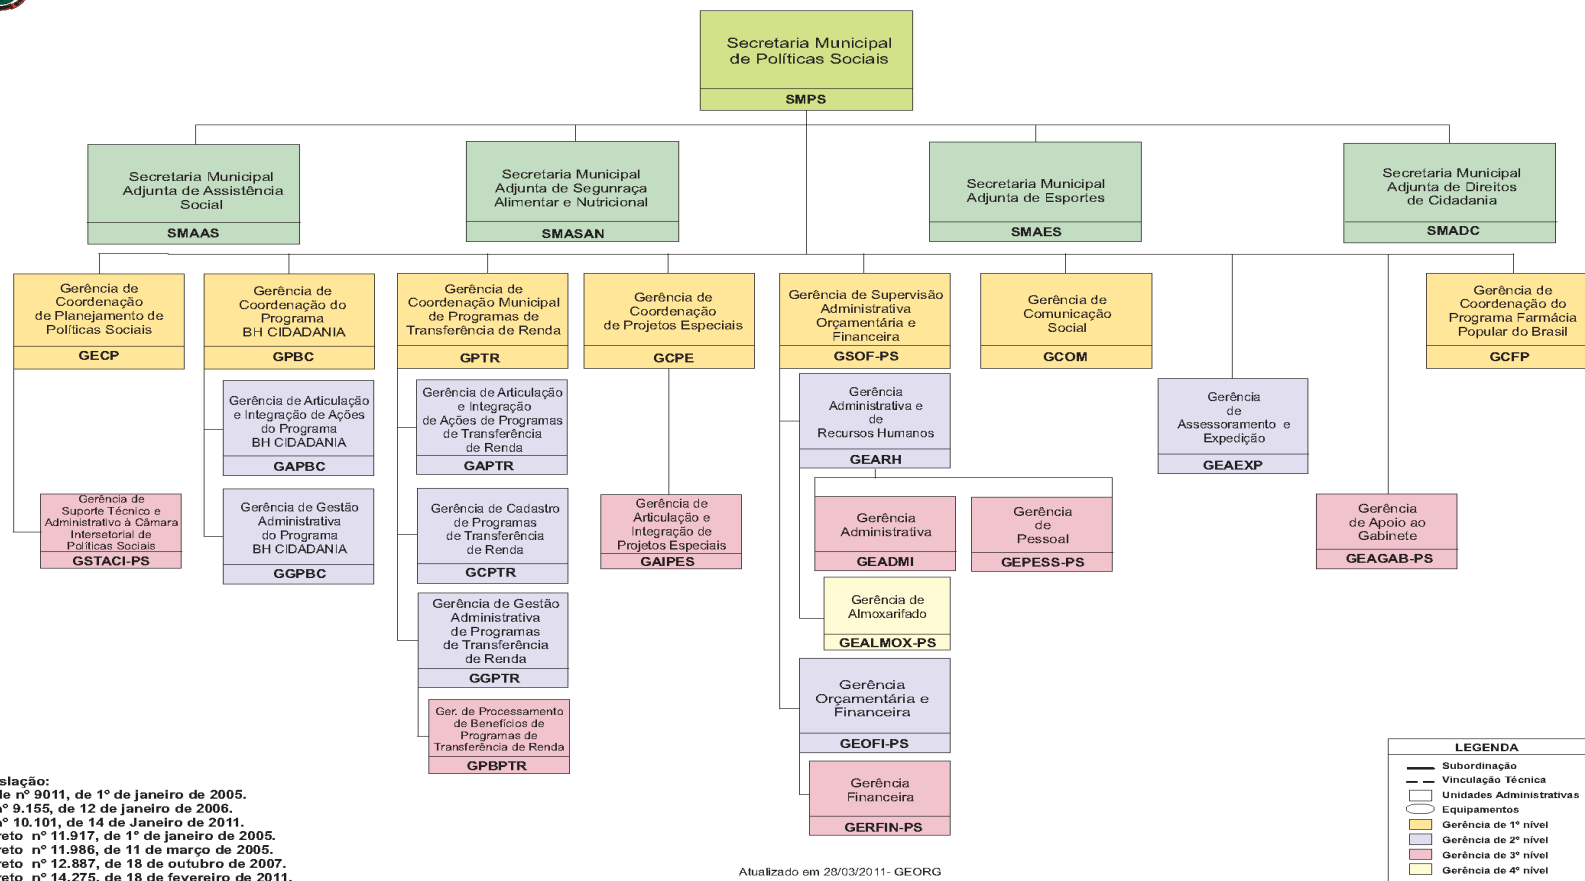 Secretaria Municipal
de Políticas Sociais
SMPS
Secretaria Municipal
Adjunta de Assistência
Social
SMAAS
Secretaria Municipal
Adjunta de Segunraça
Alimentar e Nutricional
SMASAN
Secretaria Municipal
Adjunta de Esportes
SMAES
Secretaria Municipal
Adjunta de Direitos
de Cidadania
SMADC
Gerência de
Coordenação
de Planejamento de
Políticas Sociais
GECP
Gerência de
Coordenação do
Programa
BH CIDADANIA
GPBC
Gerência de
Coordenação Municipal
de Programas de
Transferência de Renda
GPTR
Gerência de
Coordenação
de Projetos Especiais
GCPE
Gerência de Supervisão
Administrativa
Orçamentária e
Financeira
GSOF-PS
Gerência de
Comunicação
Social
GCOM
Gerência de
Coordenação do
Programa Farmácia
Popular do Brasil
GCFP
Gerência de Articulação
e Integração de Ações
do Programa
BH CIDADANIA
GAPBC
Gerência de Articulação
e Integração
de Ações de Programas
de Transferência
de Renda
GAPTR
Gerência
Administrativa e
de
Recursos Humanos
GEARH
Gerência
de
Assessoramento e
Expedição
GEAEXP
Gerência de
Suporte Técnico e
Administrativo à Câmara
Intersetorial de
Políticas Sociais
GSTACI-PS
Gerência de Gestão
Administrativa
do Programa
BH CIDADANIA
GGPBC
Gerência de Cadastro
de Programas
de Transferência
de Renda
GCPTR
Gerência de
Articulação e
Integração de
Projetos Especiais
GAIPES
Gerência
Administrativa
GEADMI
Gerência
de
Pessoal
GEPESS-PS
Gerência
de Apoio ao
Gabinete
GEAGAB-PS
Gerência de Gestão
Administrativa
de Programas
de Transferência
de Renda
GGPTR
Gerência de
Almoxarifado
GEALMOX-PS
Ger. de Processamento
de Benefícios de
Programas de
Transferência de Renda
GPBPTR
Gerência
Orçamentária e
Financeira
GEOFI-PS
Gerência
Financeira
GERFIN-PS
slação:
nº 9011, de 1º de janeiro de 2005.
nº 9.155, de 12 de janeiro de 2006.
nº 10.101, de 14 de Janeiro de 2011.
reto nº 11.917, de 1º de janeiro de 2005.
reto nº 11.986, de 11 de março de 2005.
reto nº 12.887, de 18 de outubro de 2007.
reto nº 14.275, de 18 de fevereiro de 2011.
Atualizado em 28/03/2011- GEORG
LEGENDA
Subordinação
Vinculação Técnica
Unidades Administrativas
Equipamentos
Gerência de 1º nível
Gerência de 2º nível
Gerência de 3º nível
Gerência de 4º nível